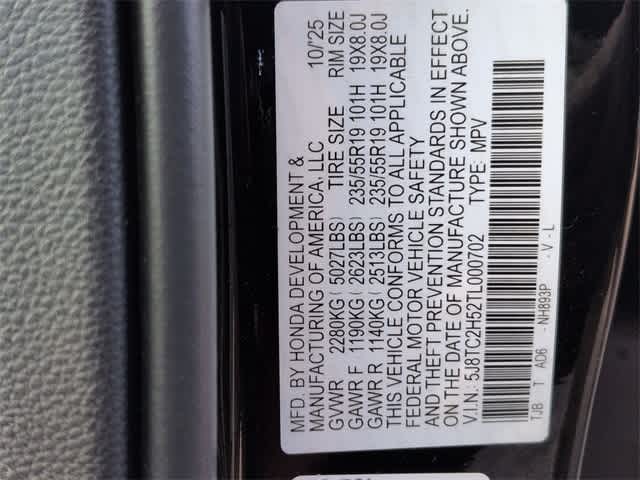 MFD. BY HONDA DEVELOPMENT & 10/25
MANUFACTURING OF AMERICA, LLC
GVWR 2280KG ( 5027LBS) TIRE SIZE RIM SIZE
GAWR F 1190KG ( 2623LBS) 235/55R19 101H 19X8.0J
GAWR R 1140KG ( 2513LBS) 235/55R19 101H 19X8.0J
THIS VEHICLE CONFORMS TO ALL APPLICABLE
FEDERAL MOTOR VEHICLE SAFETY
AND THEFT PREVENTION STANDARDS IN EFFECT
ON THE DATE OF MANUFACTURE SHOWN ABOVE.
V.I.N.: 5J8TC2H52TL000702 TYPE: MPV
TJB T AD6 - NH893P - V - L